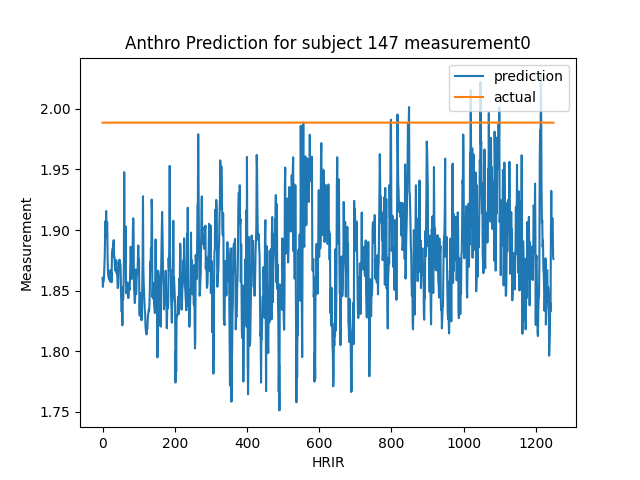 Anthro Prediction for subject 147 measurement0
prediction
actual
Measurement
2.00
1.95
1.90
1.85
1.80
1.75
0 200 400 600 800 1000 1200
HRIR